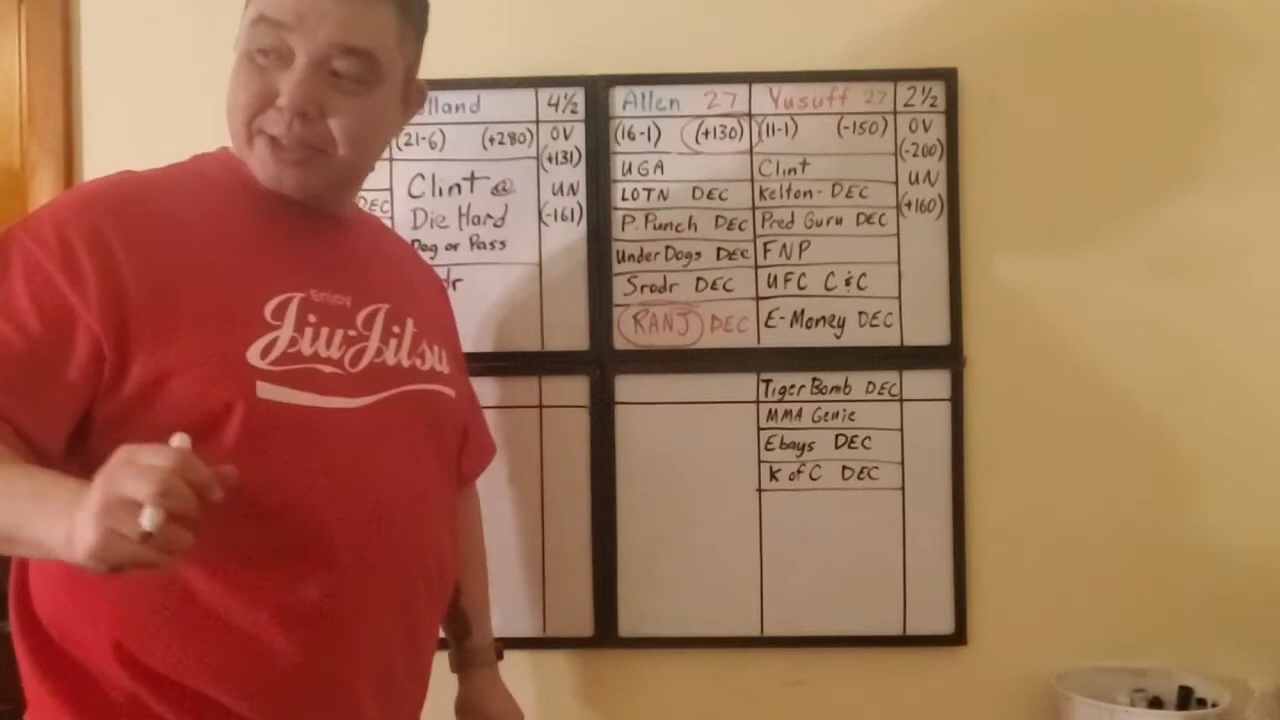 Enjoy
Jiu-Jitsu
lland 4½
(21-6) (+280) OV
(+131)
UN
(-161)
DEC
Clint @
Die Hard
Dog or Pass
dr
Allen 27 Yusuff 27 2½
(16-1) (+130) (11-1) (-150) OV
(-200)
UN
(+160)
UGA Clint
LOTN DEC Kelton- DEC
P. Punch DEC Pred Guru DEC
UnderDogs DEC FNP
Srodr DEC UFC C&C
RANJ DEC E-Money DEC
Tiger Bomb DEC
MMA Genie
Ebays DEC
K of C DEC